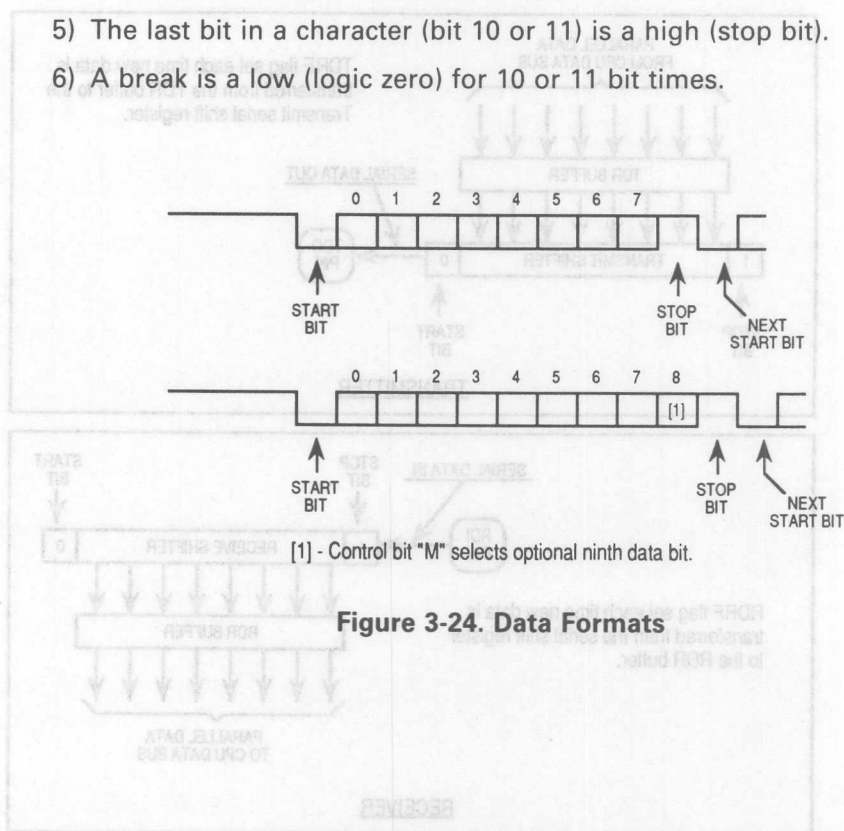 5) The last bit in a character (bit 10 or 11) is a high (stop bit).
6) A break is a low (logic zero) for 10 or 11 bit times.
0 1 2 3 4 5 6 7
START
BIT
STOP
BIT
NEXT
START BIT
0 1 2 3 4 5 6 7 8
[1]
START
BIT
STOP
BIT
NEXT
START BIT
[1] - Control bit "M" selects optional ninth data bit.
Figure 3-24. Data Formats